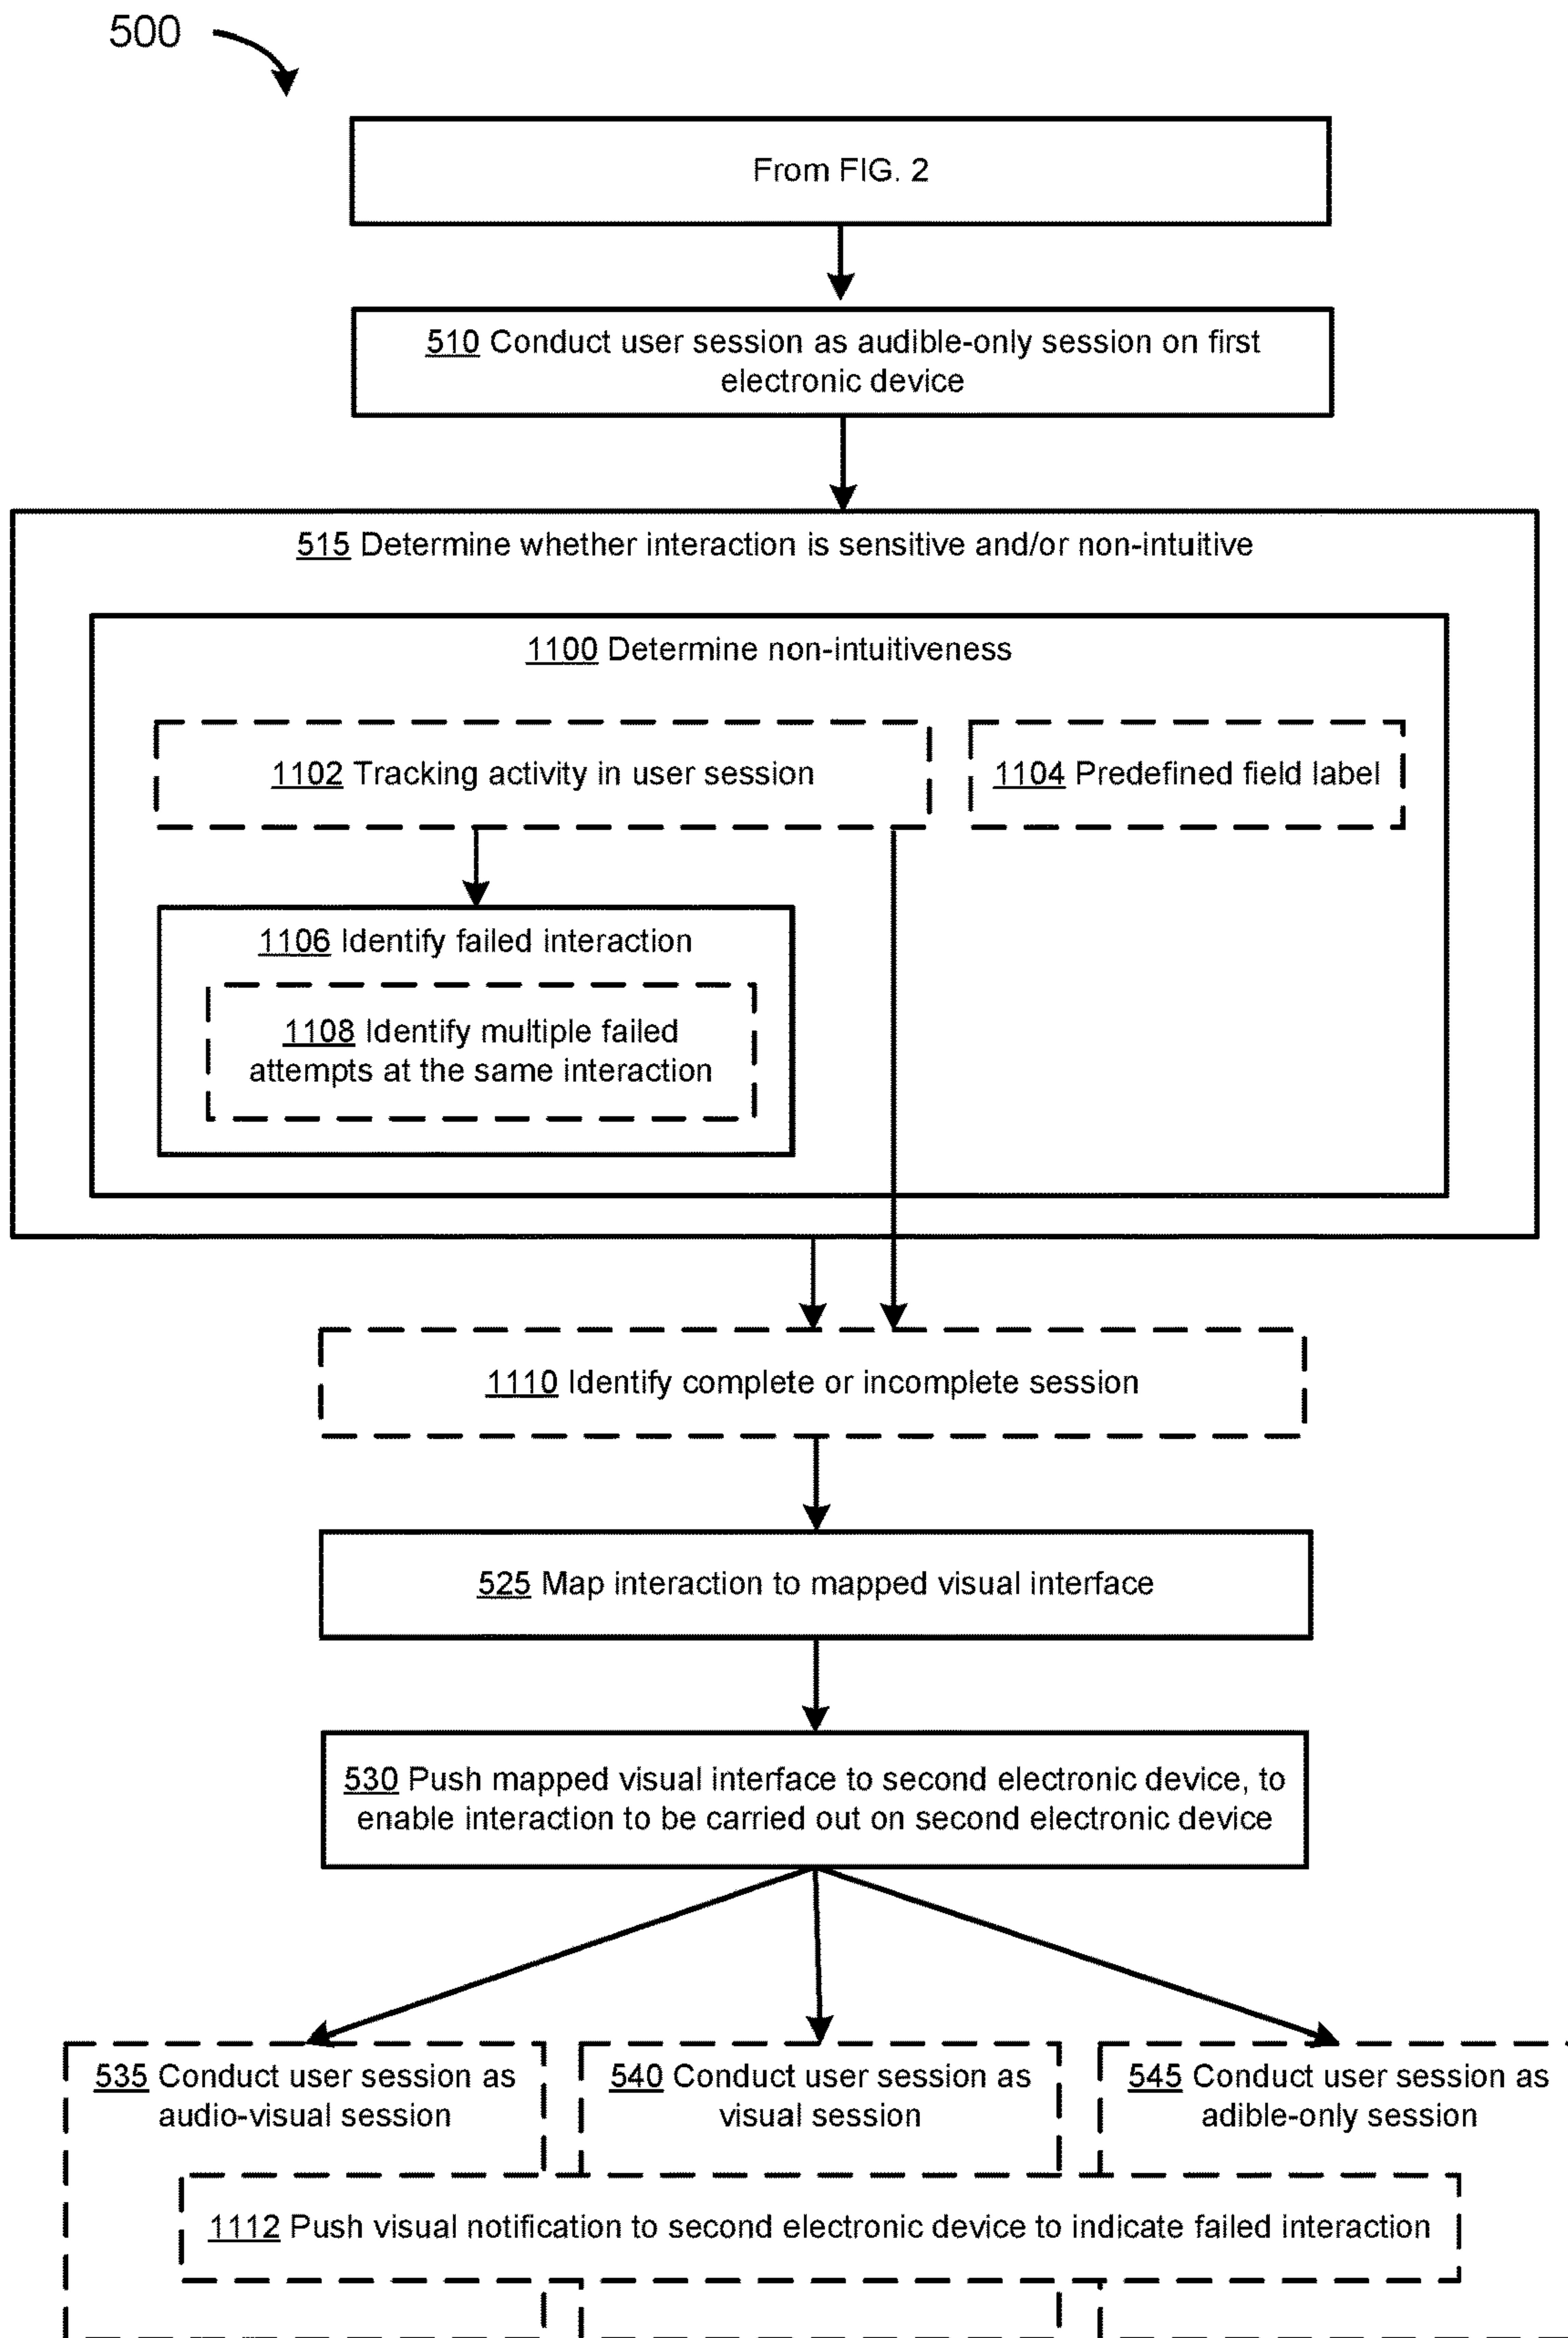 500
From FIG. 2
510 Conduct user session as audible-only session on first
electronic device
515 Determine whether interaction is sensitive and/or non-intuitive
1100 Determine non-intuitiveness
1102 Tracking activity in user session
1104 Predefined field label
1106 Identify failed interaction
1108 Identify multiple failed
attempts at the same interaction
1110 Identify complete or incomplete session
525 Map interaction to mapped visual interface
530 Push mapped visual interface to second electronic device, to
enable interaction to be carried out on second electronic device
535 Conduct user session as
audio-visual session
540 Conduct user session as
visual session
545 Conduct user session as
adible-only session
1112 Push visual notification to second electronic device to indicate failed interaction